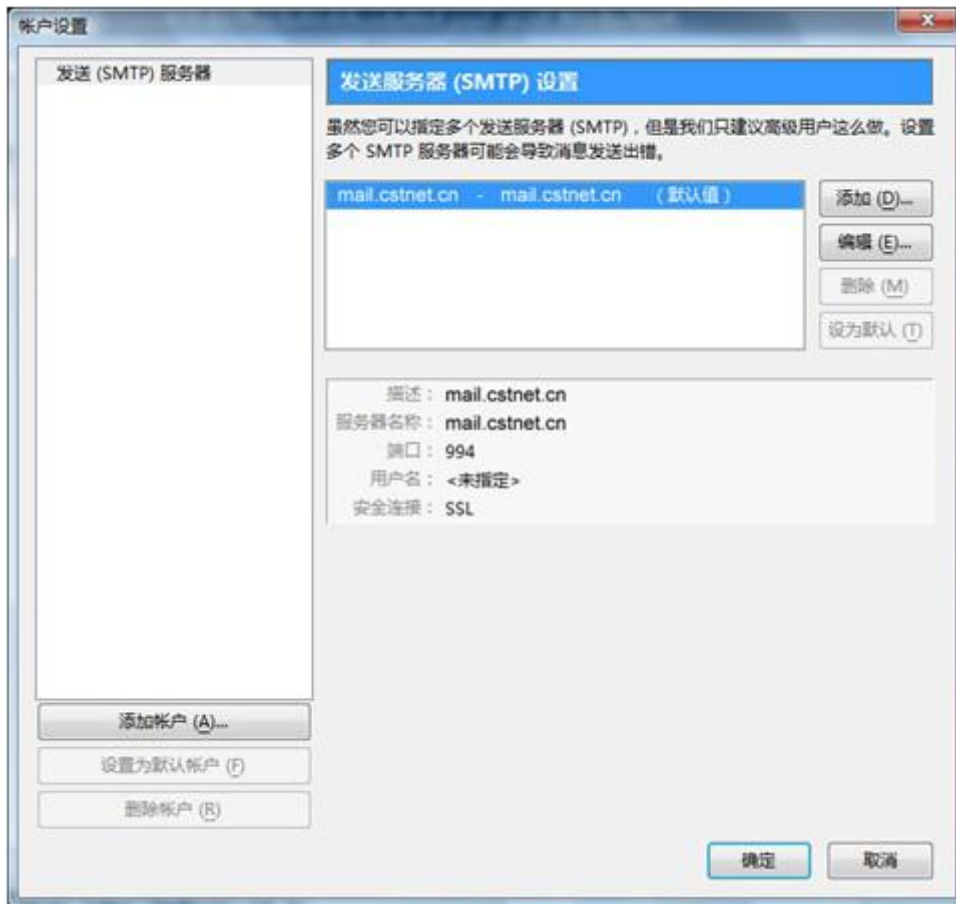 帐户设置
发送 (SMTP) 服务器
发送服务器 (SMTP) 设置
虽然您可以指定多个发送服务器 (SMTP)，但是我们只建议高级用户这么做。设置
多个 SMTP 服务器可能会导致消息发送出错。
mail.cstnet.cn - mail.cstnet.cn （默认值）
添加 (D)...
编辑 (E)...
删除 (M)
设为默认 (T)
描述： mail.cstnet.cn
服务器名称： mail.cstnet.cn
端口： 994
用户名： <未指定>
安全连接： SSL
添加帐户 (A)...
设置为默认帐户 (F)
删除帐户 (R)
确定
取消